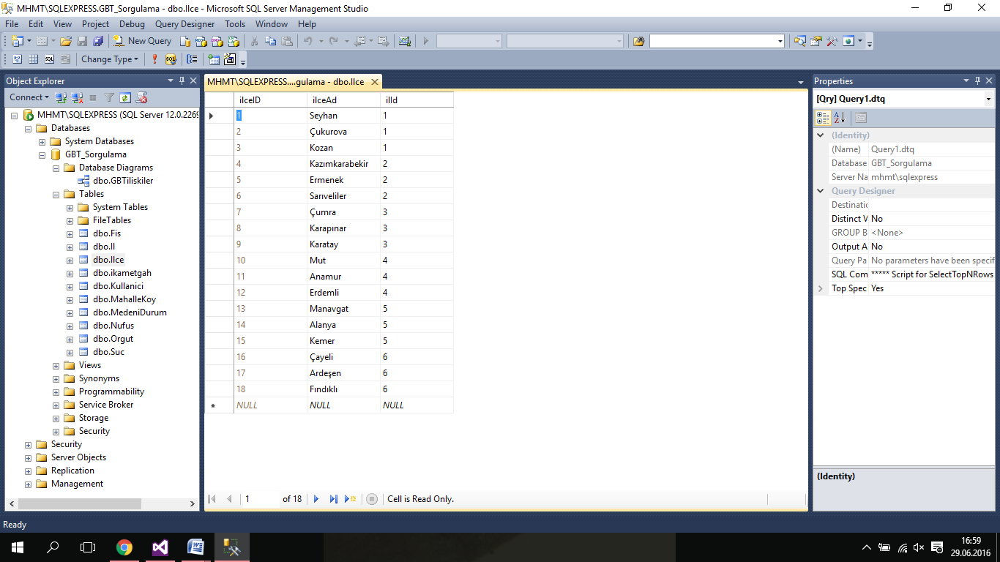 MHMT\SQLEXPRESS.GBT_Sorgulama - dbo.Ilce - Microsoft SQL Server Management Studio
File Edit View Project Debug Query Designer Tools Window Help
New Query
Change Type
Object Explorer
Connect
MHMT\SQLEXPRESS (SQL Server 12.0.2269
Databases
System Databases
GBT_Sorgulama
Database Diagrams
dbo.GBTiliskiler
Tables
System Tables
FileTables
dbo.Fis
dbo.Il
dbo.Ilce
dbo.ikametgah
dbo.Kullanici
dbo.MahalleKoy
dbo.MedeniDurum
dbo.Nufus
dbo.Orgut
dbo.Suc
Views
Synonyms
Programmability
Service Broker
Storage
Security
Security
Server Objects
Replication
Management
MHMT\SQLEXPRESS....gulama - dbo.Ilce
ilceID ilceAd ilId
1 Seyhan 1
2 Çukurova 1
3 Kozan 1
4 Kazımkarabekir 2
5 Ermenek 2
6 Sarıveliler 2
7 Çumra 3
8 Karapınar 3
9 Karatay 3
10 Mut 4
11 Anamur 4
12 Erdemli 4
13 Manavgat 5
14 Alanya 5
15 Kemer 5
16 Çayeli 6
17 Ardeşen 6
18 Fındıklı 6
NULL NULL NULL
1 of 18 Cell is Read Only.
Properties
[Qry] Query1.dtq
(Identity)
(Name) Query1.dtq
Database GBT_Sorgulama
Server Na mhmt\sqlexpress
Query Designer
Destinatic
Distinct V No
GROUP B <None>
Output A No
Query Pa No parameters have been specif
SQL Com ***** Script for SelectTopNRows
Top Spec Yes
(Identity)
Ready
16:59
29.06.2016